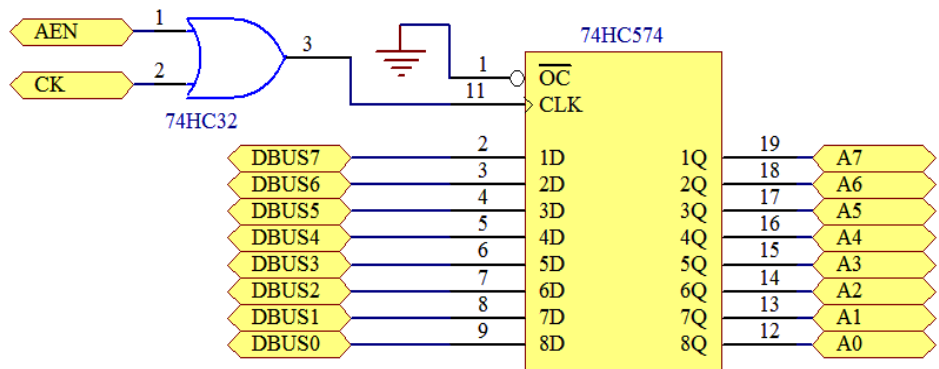 74HC574
AEN 1
3
CK 2
74HC32
1 OC
11 CLK
DBUS7 2 1D 1Q 19 A7
DBUS6 3 2D 2Q 18 A6
DBUS5 4 3D 3Q 17 A5
DBUS4 5 4D 4Q 16 A4
DBUS3 6 5D 5Q 15 A3
DBUS2 7 6D 6Q 14 A2
DBUS1 8 7D 7Q 13 A1
DBUS0 9 8D 8Q 12 A0